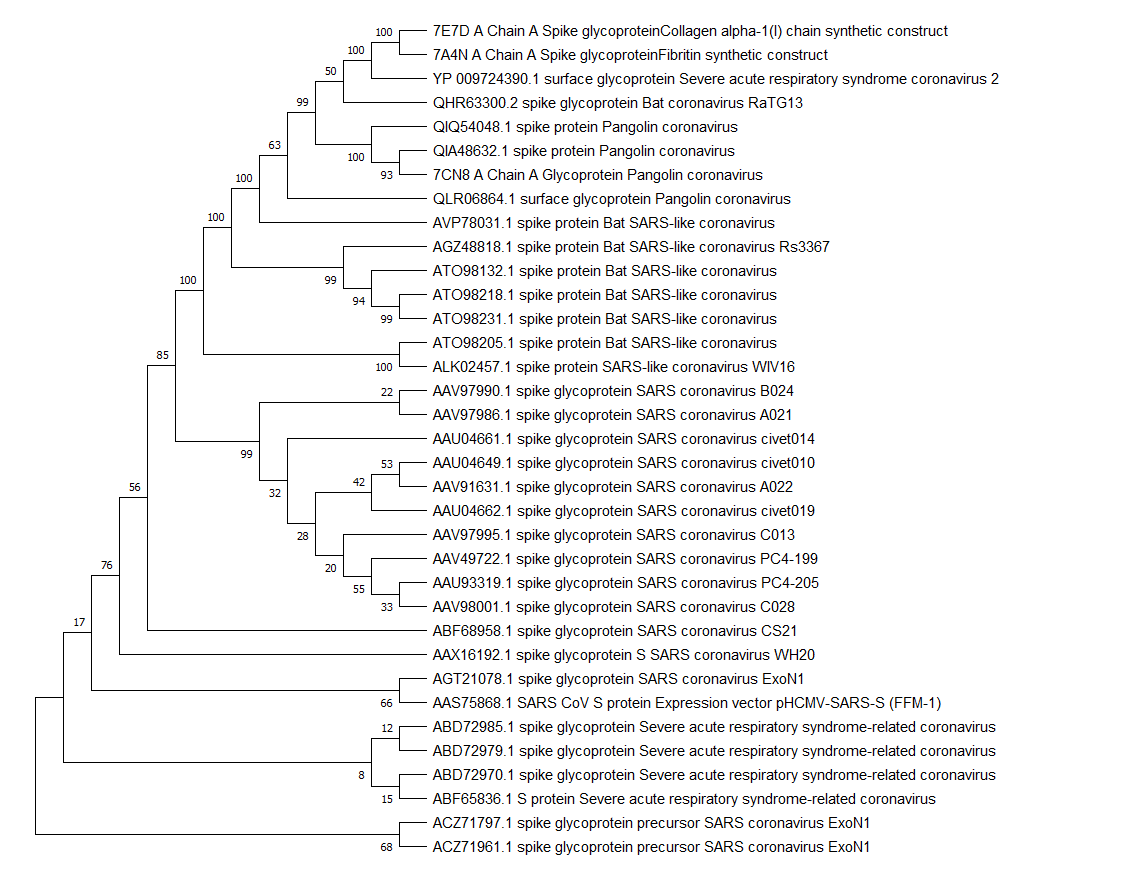 100
7E7D A Chain A Spike glycoproteinCollagen alpha-1(I) chain synthetic construct
100
7A4N A Chain A Spike glycoproteinFibritin synthetic construct
50
YP 009724390.1 surface glycoprotein Severe acute respiratory syndrome coronavirus 2
99
QHR63300.2 spike glycoprotein Bat coronavirus RaTG13
QIQ54048.1 spike protein Pangolin coronavirus
63
100
QIA48632.1 spike protein Pangolin coronavirus
93
7CN8 A Chain A Glycoprotein Pangolin coronavirus
100
QLR06864.1 surface glycoprotein Pangolin coronavirus
100
AVP78031.1 spike protein Bat SARS-like coronavirus
AGZ48818.1 spike protein Bat SARS-like coronavirus Rs3367
100
99
ATO98132.1 spike protein Bat SARS-like coronavirus
94
ATO98218.1 spike protein Bat SARS-like coronavirus
99
ATO98231.1 spike protein Bat SARS-like coronavirus
ATO98205.1 spike protein Bat SARS-like coronavirus
85
100
ALK02457.1 spike protein SARS-like coronavirus WIV16
22
AAV97990.1 spike glycoprotein SARS coronavirus B024
AAV97986.1 spike glycoprotein SARS coronavirus A021
99
AAU04661.1 spike glycoprotein SARS coronavirus civet014
53
AAU04649.1 spike glycoprotein SARS coronavirus civet010
42
56
32
AAV91631.1 spike glycoprotein SARS coronavirus A022
AAU04662.1 spike glycoprotein SARS coronavirus civet019
28
AAV97995.1 spike glycoprotein SARS coronavirus C013
76
20
AAV49722.1 spike glycoprotein SARS coronavirus PC4-199
55
AAU93319.1 spike glycoprotein SARS coronavirus PC4-205
33
AAV98001.1 spike glycoprotein SARS coronavirus C028
17
ABF68958.1 spike glycoprotein SARS coronavirus CS21
AAX16192.1 spike glycoprotein S SARS coronavirus WH20
AGT21078.1 spike glycoprotein SARS coronavirus ExoN1
66
AAS75868.1 SARS CoV S protein Expression vector pHCMV-SARS-S (FFM-1)
12
ABD72985.1 spike glycoprotein Severe acute respiratory syndrome-related coronavirus
ABD72979.1 spike glycoprotein Severe acute respiratory syndrome-related coronavirus
8
ABD72970.1 spike glycoprotein Severe acute respiratory syndrome-related coronavirus
15
ABF65836.1 S protein Severe acute respiratory syndrome-related coronavirus
ACZ71797.1 spike glycoprotein precursor SARS coronavirus ExoN1
68
ACZ71961.1 spike glycoprotein precursor SARS coronavirus ExoN1